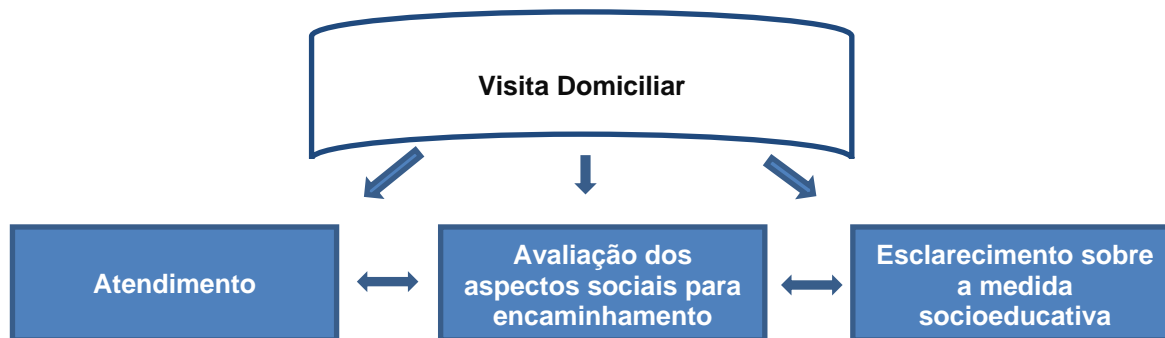 Visita Domiciliar
Atendimento
Avaliação dos
aspectos sociais para
encaminhamento
Esclarecimento sobre
a medida
socioeducativa